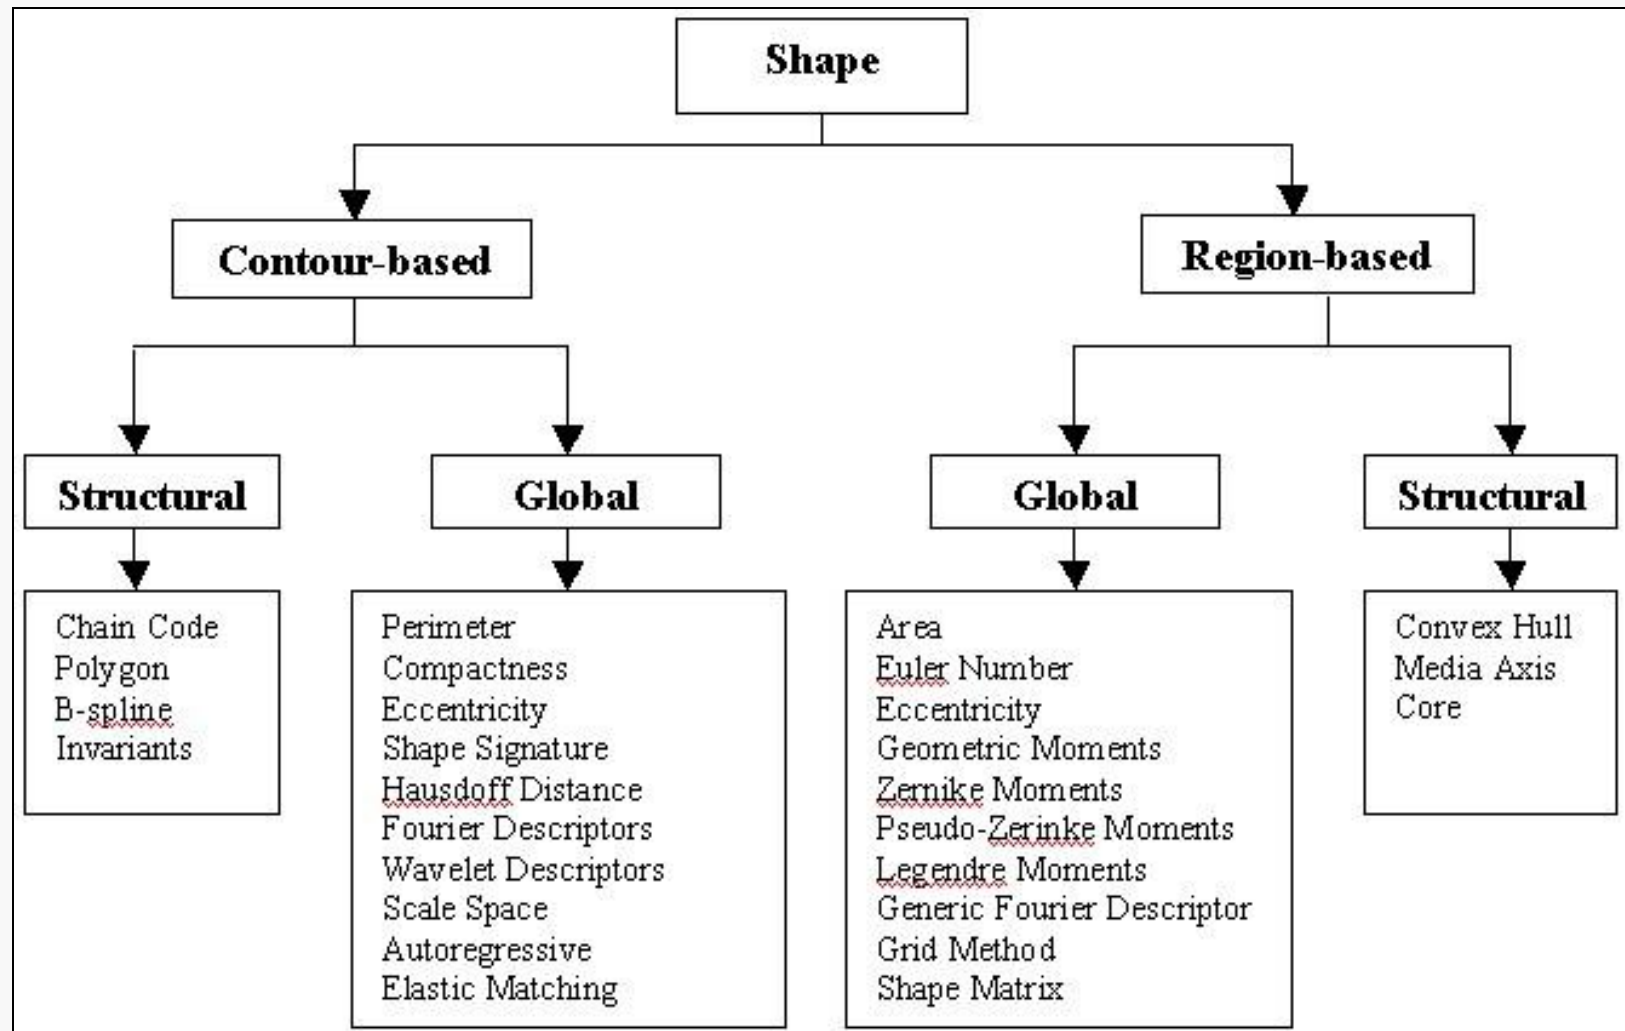 Shape
Contour-based
Region-based
Structural
Global
Global
Structural
Chain Code
Polygon
B-spline
Invariants
Perimeter
Compactness
Eccentricity
Shape Signature
Hausdoff Distance
Fourier Descriptors
Wavelet Descriptors
Scale Space
Autoregressive
Elastic Matching
Area
Euler Number
Eccentricity
Geometric Moments
Zernike Moments
Pseudo-Zerinke Moments
Legendre Moments
Generic Fourier Descriptor
Grid Method
Shape Matrix
Convex Hull
Media Axis
Core